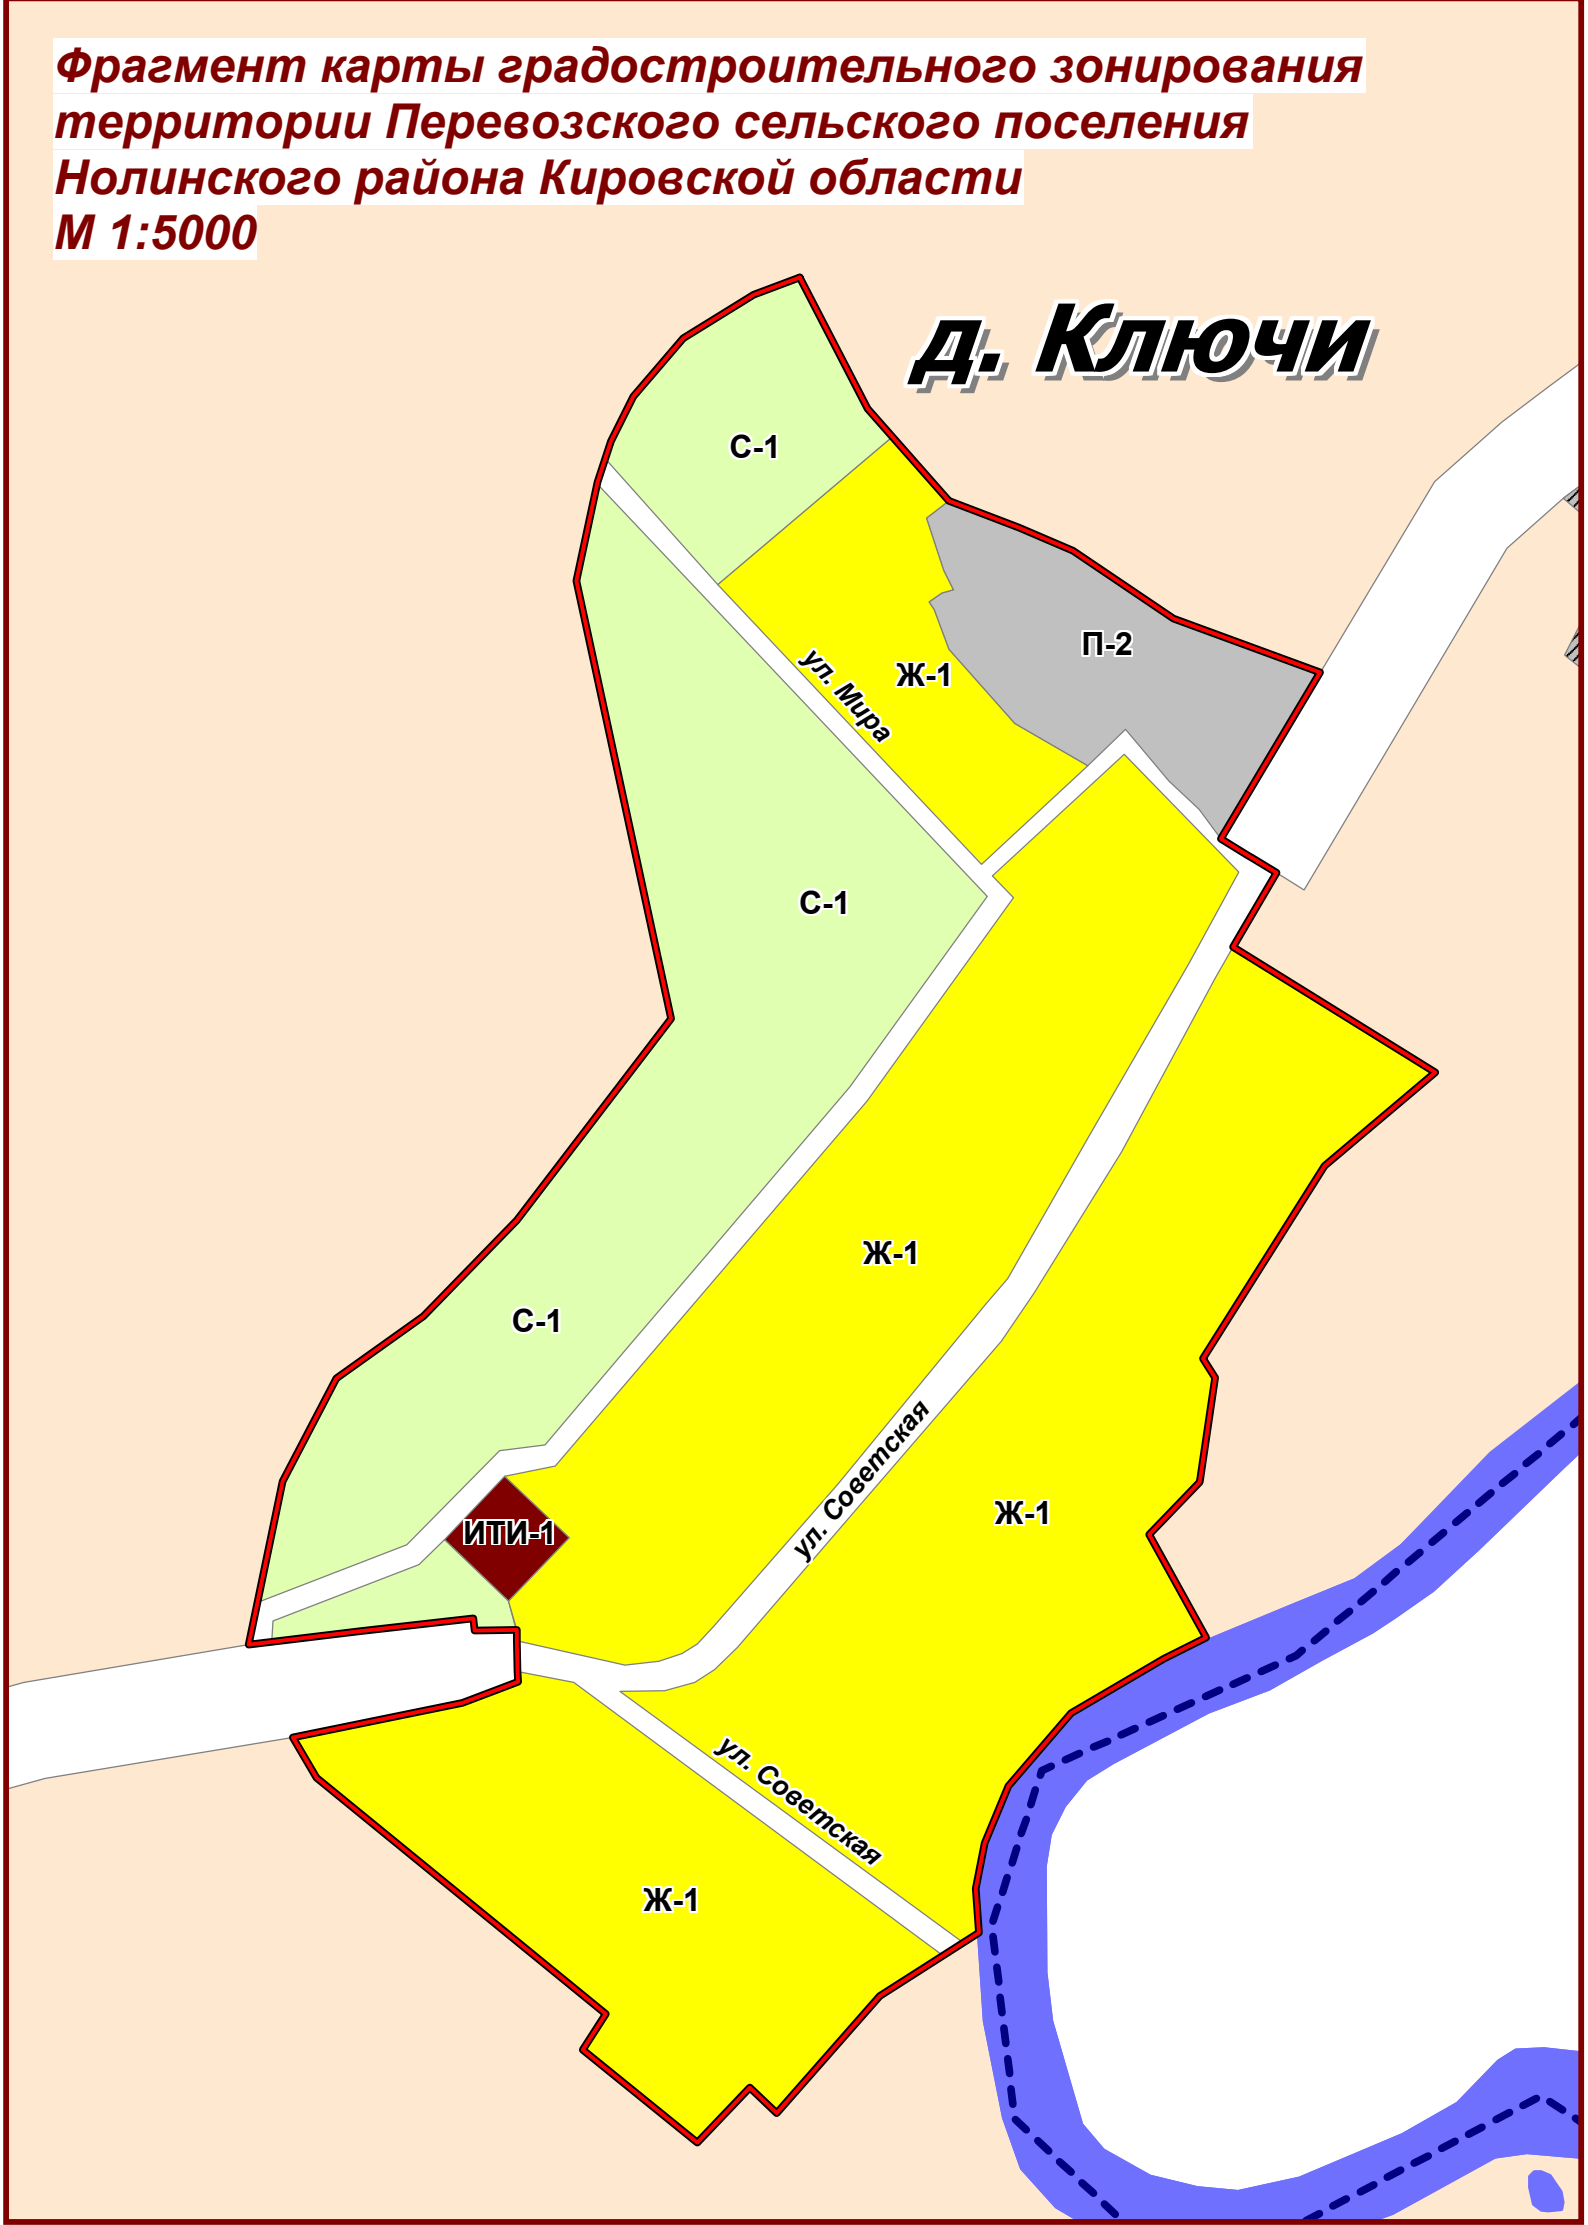 Фрагмент карты градостроительного зонирования
территории Перевозского сельского поселения
Нолинского района Кировской области
М 1:5000
д. Ключи
С-1
П-2
Ж-1
ул. Мира
С-1
Ж-1
С-1
ул. Советская
Ж-1
ИТИ-1
ул. Советская
Ж-1